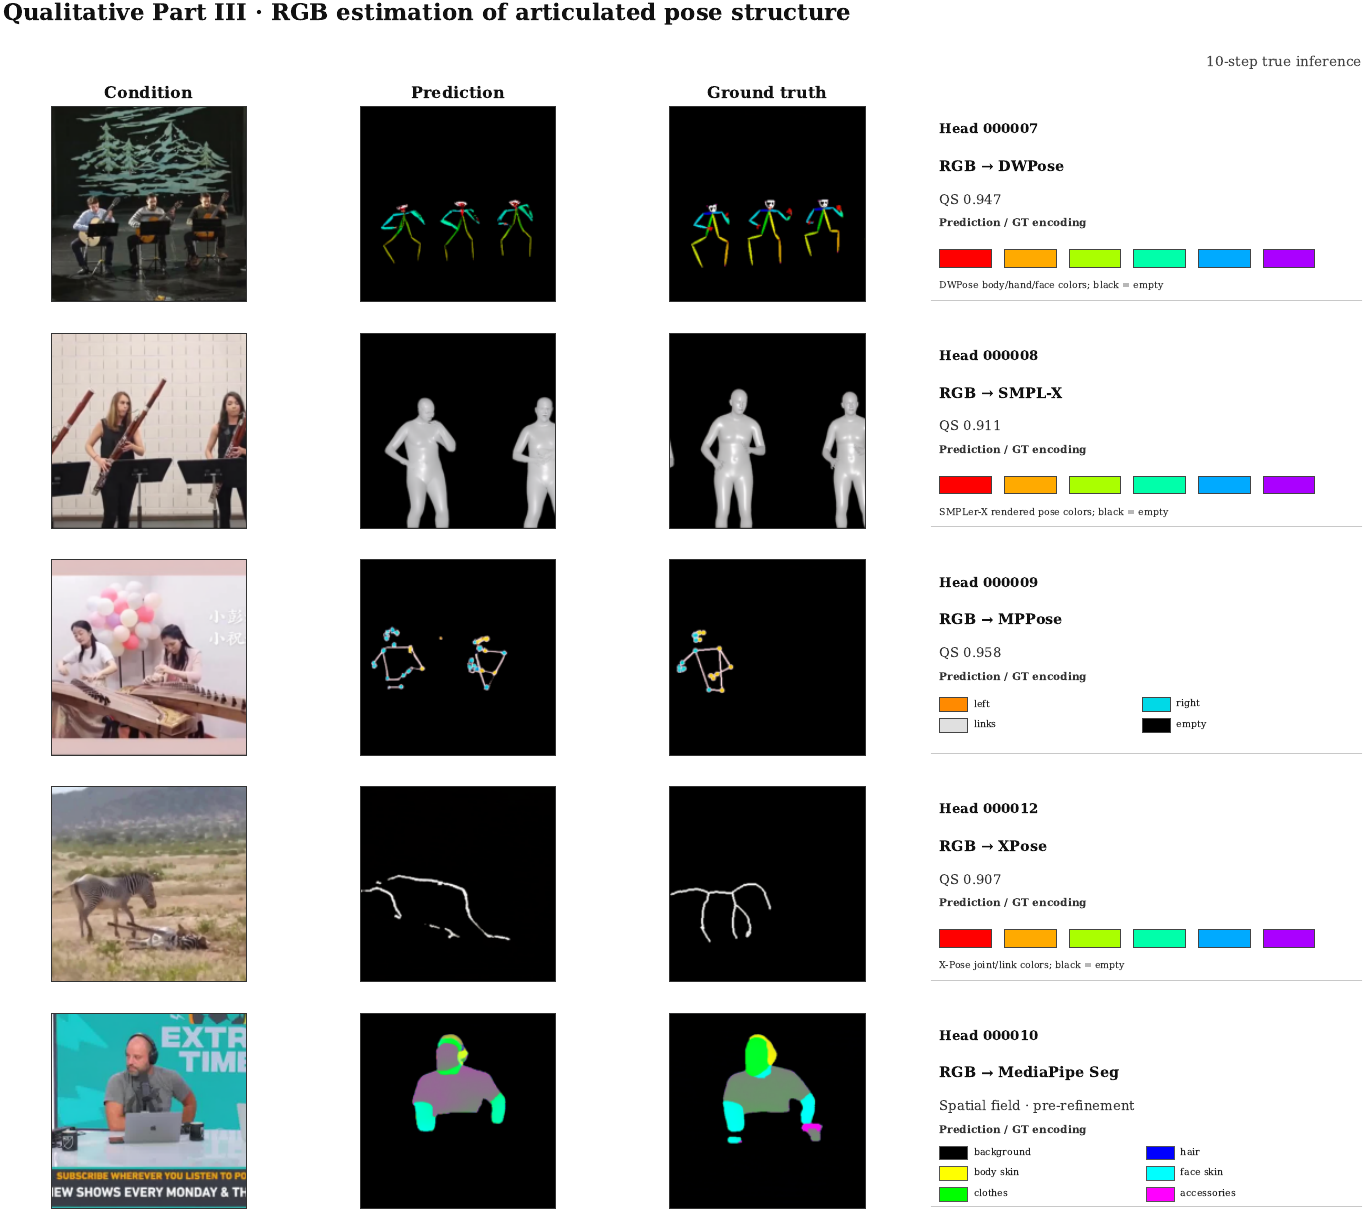 Qualitative Part III · RGB estimation of articulated pose structure
10-step true inference
Condition
Prediction
Ground truth
Head 000007
RGB → DWPose
QS 0.947
Prediction / GT encoding
DWPose body/hand/face colors; black = empty
Head 000008
RGB → SMPL-X
QS 0.911
Prediction / GT encoding
SMPLer-X rendered pose colors; black = empty
小彭
小祝
Head 000009
RGB → MPPose
QS 0.958
Prediction / GT encoding
left
right
links
empty
Head 000012
RGB → XPose
QS 0.907
Prediction / GT encoding
X-Pose joint/link colors; black = empty
EXTR
TIME
SUBSCRIBE WHEREVER YOU LISTEN TO PO
IEW SHOWS EVERY MONDAY & TH
Head 000010
RGB → MediaPipe Seg
Spatial field · pre-refinement
Prediction / GT encoding
background
hair
body skin
face skin
clothes
accessories